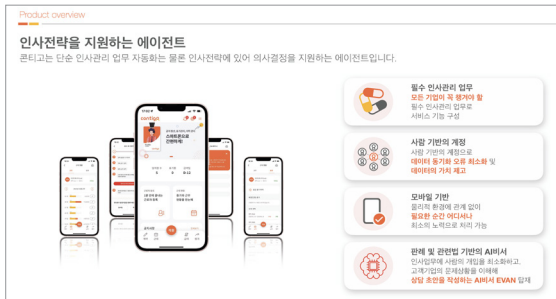 Product overview
인사전략을 지원하는 에이전트
콘티고는 단순 인사관리 업무 자동화는 물론 인사전략에 있어 의사결정을 지원하는 에이전트입니다.
contigo
스마트폰으로
간편하게!
필수 인사관리 업무
모든 기업이 꼭 챙겨야 할
필수 인사관리 업무로
서비스 기능 구성
사람 기반의 계정
사람 기반의 계정으로
데이터 동기화 오류 최소화 및
데이터의 가치 제고
모바일 기반
물리적 환경에 관계 없이
필요한 순간 어디서나
최소의 노력으로 처리 가능
판례 및 관련법 기반의 AI비서
인사업무에 사람의 개입을 최소화하고,
고객기업의 문제상황을 이해해
상담 초안을 작성하는 AI비서 EVAN 탑재